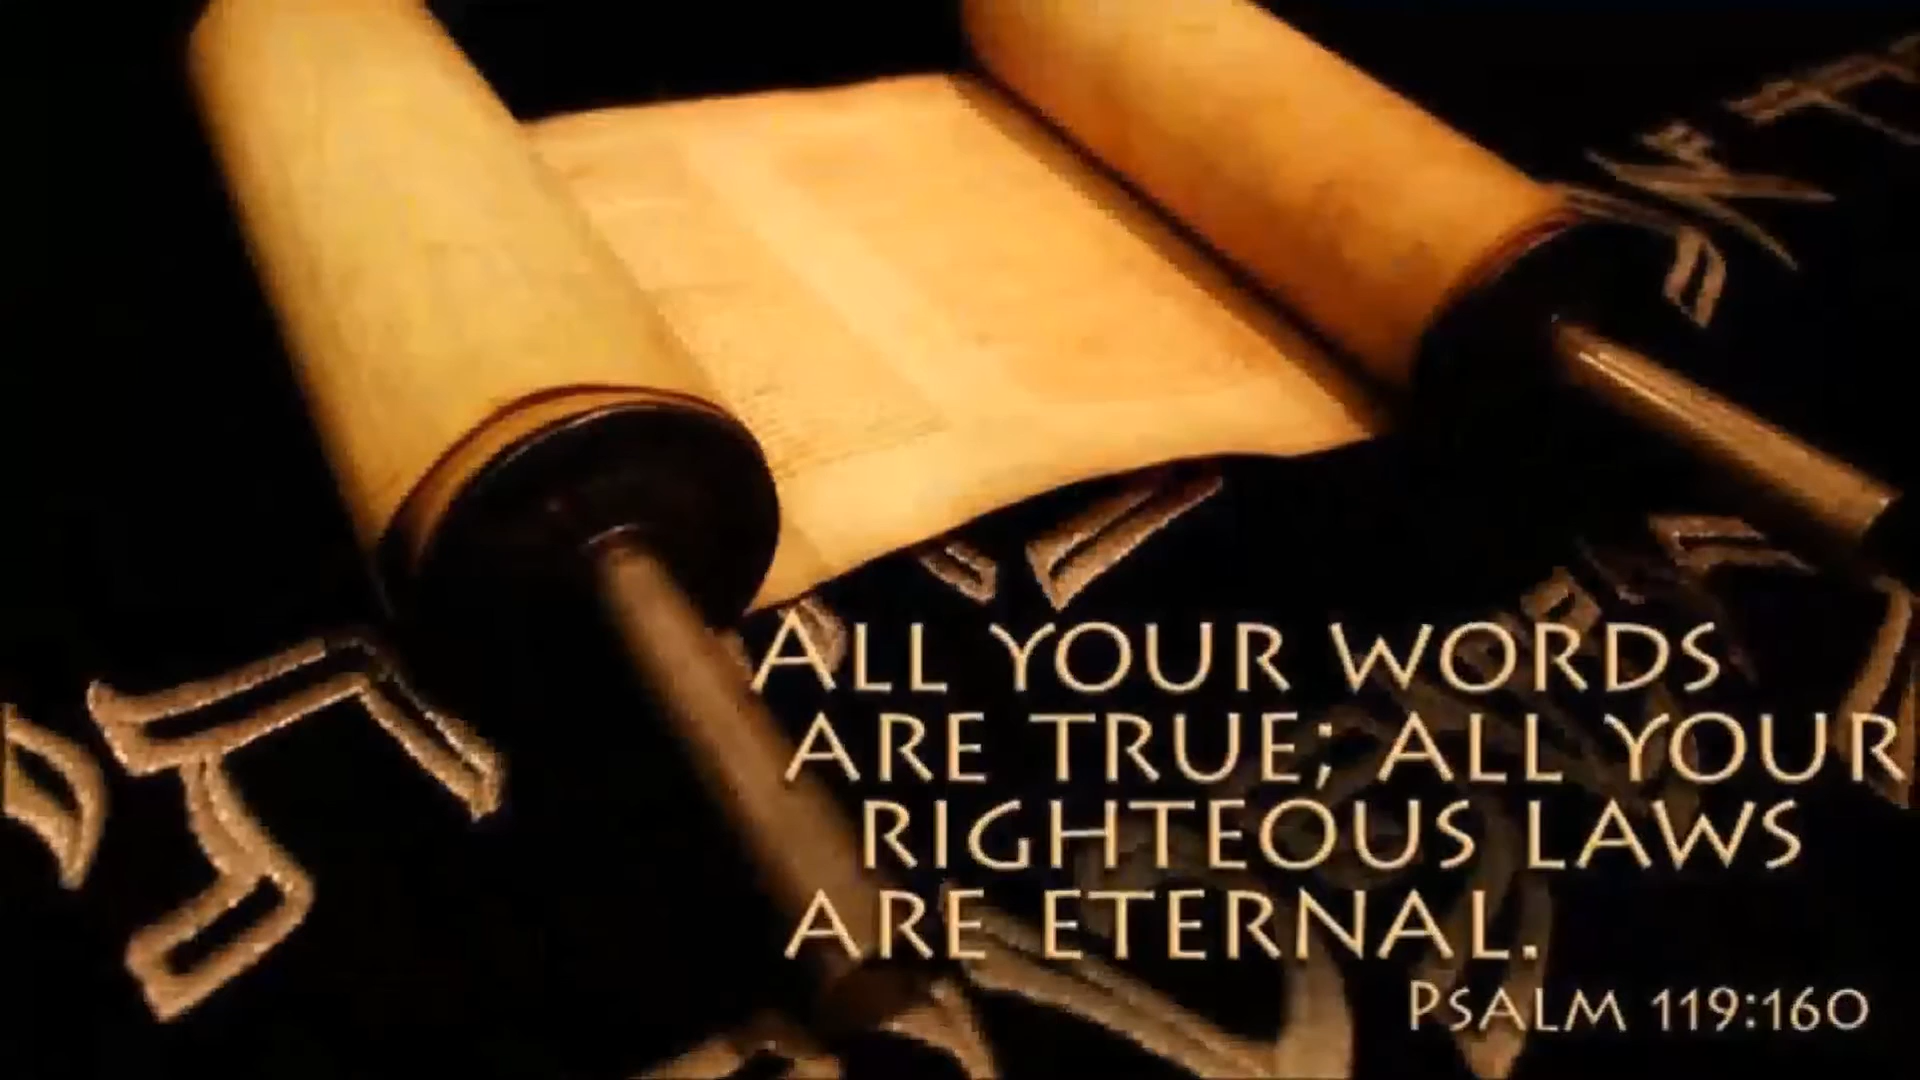 All your words
are true; all your
righteous laws
are eternal.
Psalm 119:160